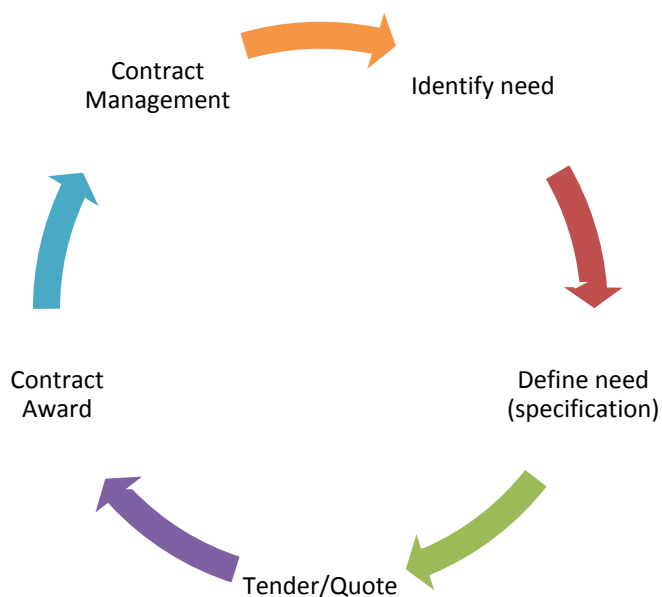 Contract
Management
Identify need
Define need
(specification)
Tender/Quote
Contract
Award